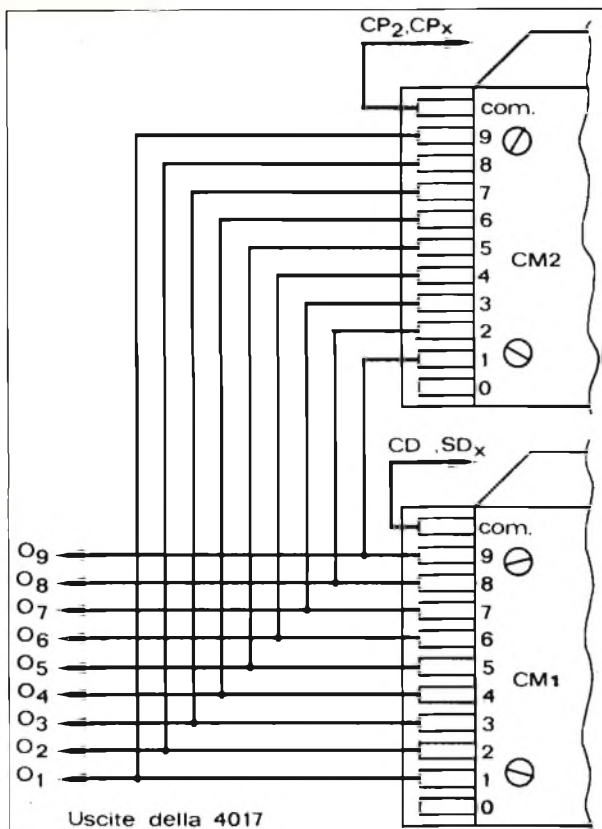 CP2,CPx
com.
9
8
7
6
5
CM2
4
3
2
1
0
CD ,SDx
com.
O9 9
O8 8
O7 7
O6 6
O5 5
CM1
O4 4
O3 3
O2 2
O1 1
0
Uscite della 4017